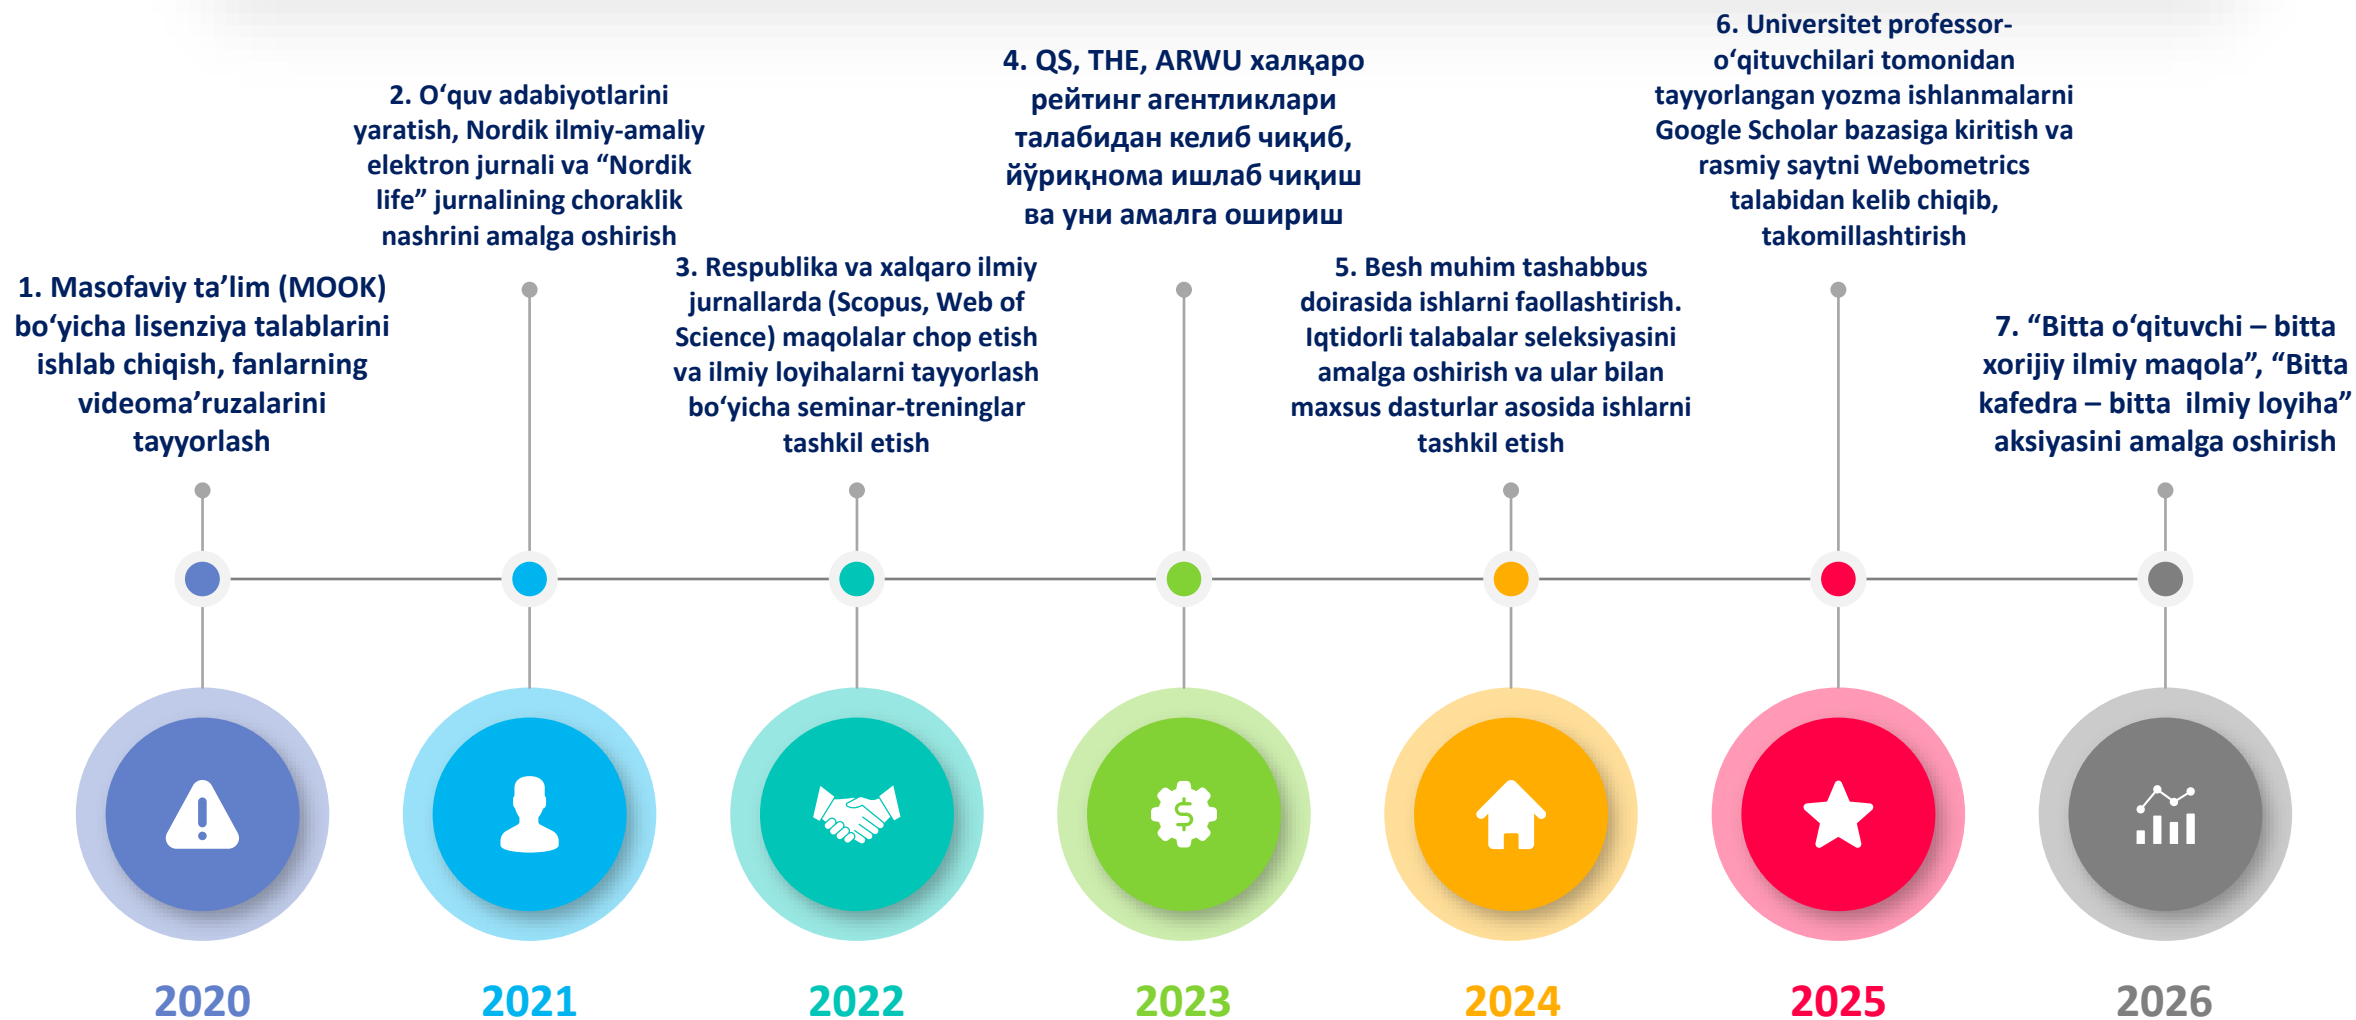 1. Masofaviy ta’lim (MOOK)
bo‘yicha lisenziya talablarini
ishlab chiqish, fanlarning
videoma’ruzalarini
tayyorlash
2. O‘quv adabiyotlarini
yaratish, Nordik ilmiy-amaliy
elektron jurnali va “Nordik
life” jurnalining choraklik
nashrini amalga oshirish
3. Respublika va xalqaro ilmiy
jurnallarda (Scopus, Web of
Science) maqolalar chop etish
va ilmiy loyihalarni tayyorlash
bo‘yicha seminar-treninglar
tashkil etish
4. QS, THE, ARWU халқаро
рейтинг агентликлари
талабидан келиб чиқиб,
йўриқнома ишлаб чиқиш
ва уни амалга ошириш
5. Besh muhim tashabbus
doirasida ishlarni faollashtirish.
Iqtidorli talabalar seleksiyasini
amalga oshirish va ular bilan
maxsus dasturlar asosida ishlarni
tashkil etish
6. Universitet professor-
o‘qituvchilari tomonidan
tayyorlangan yozma ishlanmalarni
Google Scholar bazasiga kiritish va
rasmiy saytni Webometrics
talabidan kelib chiqib,
takomillashtirish
7. “Bitta o‘qituvchi – bitta
xorijiy ilmiy maqola”, “Bitta
kafedra – bitta  ilmiy loyiha”
aksiyasini amalga oshirish
2020
2021
2022
2023
2024
2025
2026